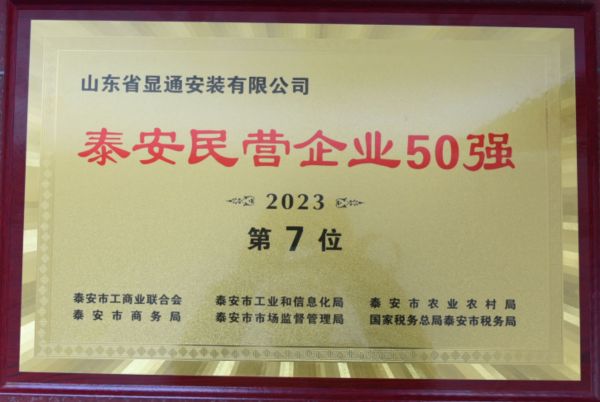 山东省显通安装有限公司
泰安民营企业50强
2023
第7位
泰安市工商业联合会 泰安市工业和信息化局 泰安市农业农村局
泰安市商务局 泰安市市场监督管理局 国家税务总局泰安市税务局